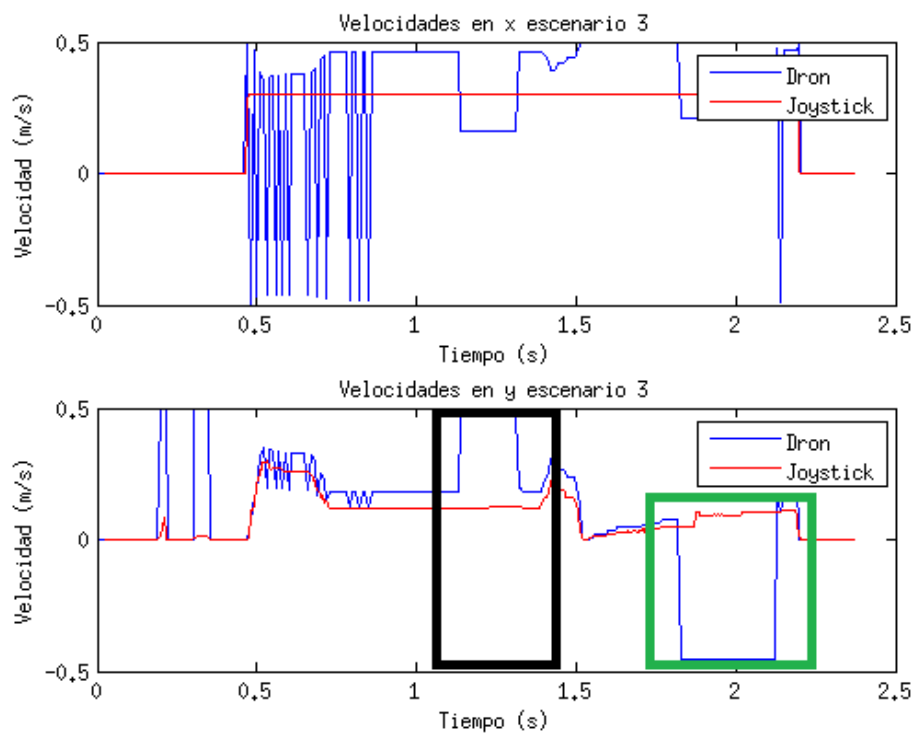 Velocidades en x escenario 3
0.5
0
-0.5
Velocidad (m/s)
Dron
Joystick
0 0.5 1 1.5 2 2.5
Tiempo (s)
Velocidades en y escenario 3
0.5
0
-0.5
Velocidad (m/s)
Dron
Joystick
0 0.5 1 1.5 2 2.5
Tiempo (s)